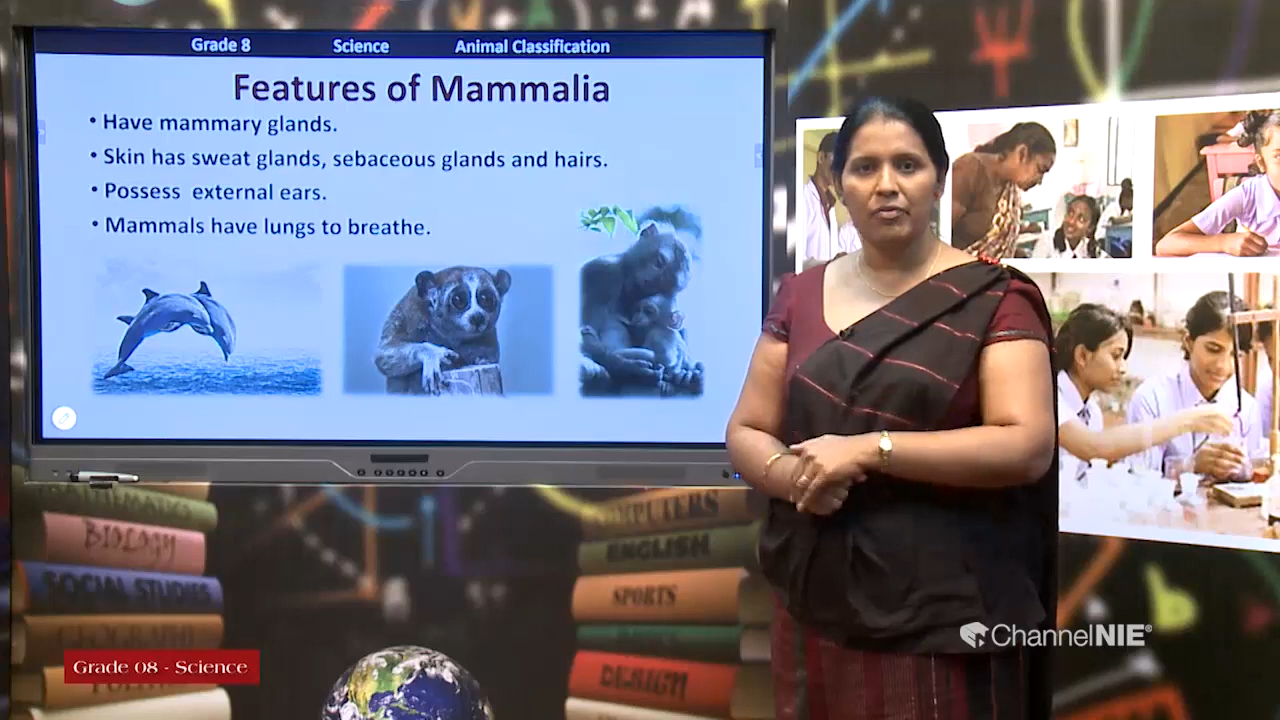 Grade 8 Science Animal Classification
Features of Mammalia
• Have mammary glands.
• Skin has sweat glands, sebaceous glands and hairs.
• Possess external ears.
• Mammals have lungs to breathe.
MATHEMATICS
BIOLOGY
SOCIAL STUDIES
GEOGRAPHY
COMPUTERS
ENGLISH
SPORTS
DESIGN
ChannelNIE®
Grade 08 - Science